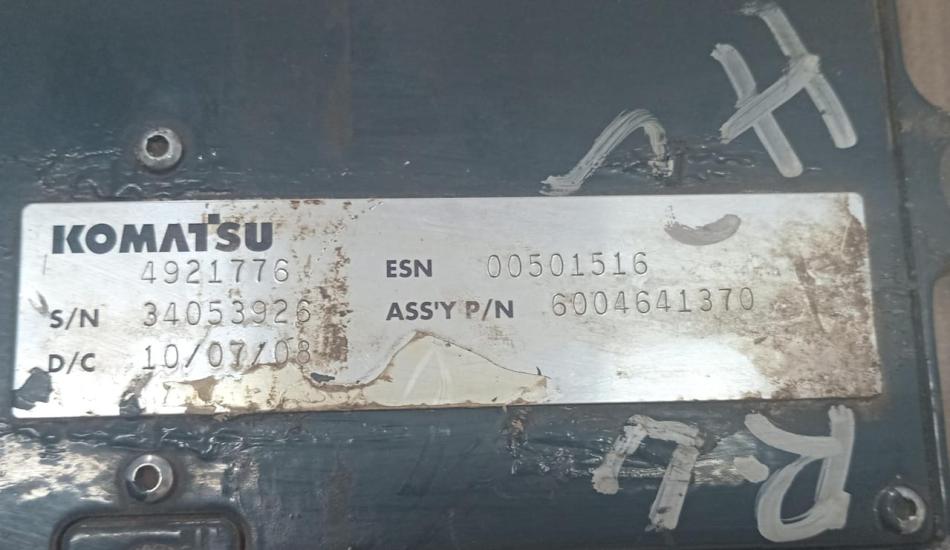 KOMATSU
4921776
ESN 00501516
S/N 34053926
ASS'Y P/N 6004641370
D/C 10/07/08